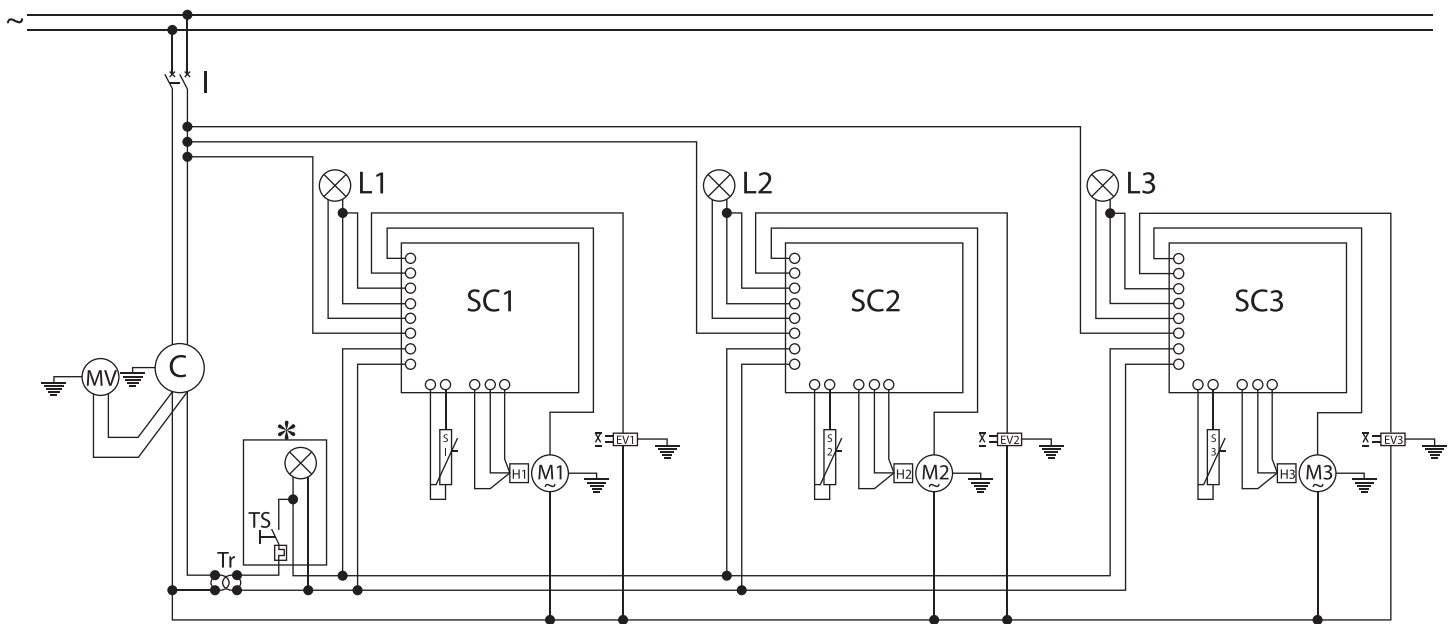 ~
I
L1
L2
L3
SC1
SC2
SC3
MV
C
*
TS
Tr
S1
H1
M1
~
EV1
S2
H2
M2
~
EV2
S3
H3
M3
~
EV3